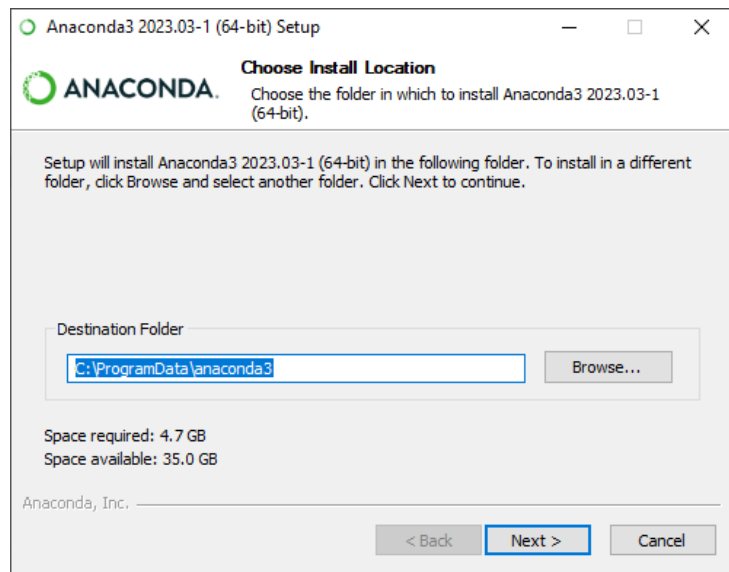 Anaconda3 2023.03-1 (64-bit) Setup
ANACONDA.
Choose Install Location
Choose the folder in which to install Anaconda3 2023.03-1
(64-bit).
Setup will install Anaconda3 2023.03-1 (64-bit) in the following folder. To install in a different
folder, click Browse and select another folder. Click Next to continue.
Destination Folder
C:\ProgramData\anaconda3
Browse...
Space required: 4.7 GB
Space available: 35.0 GB
Anaconda, Inc.
< Back
Next >
Cancel